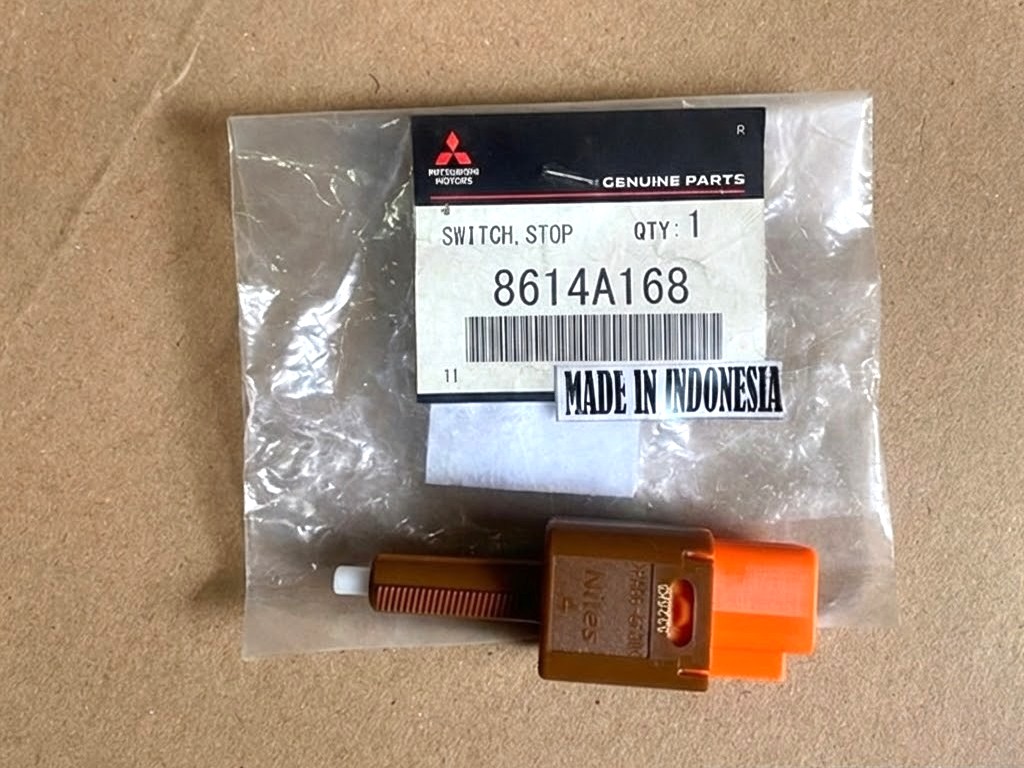 R
MITSUBISHI
MOTORS
GENUINE PARTS
SWITCH, STOP QTY: 1
8614A168
11
MADE IN INDONESIA
Niles